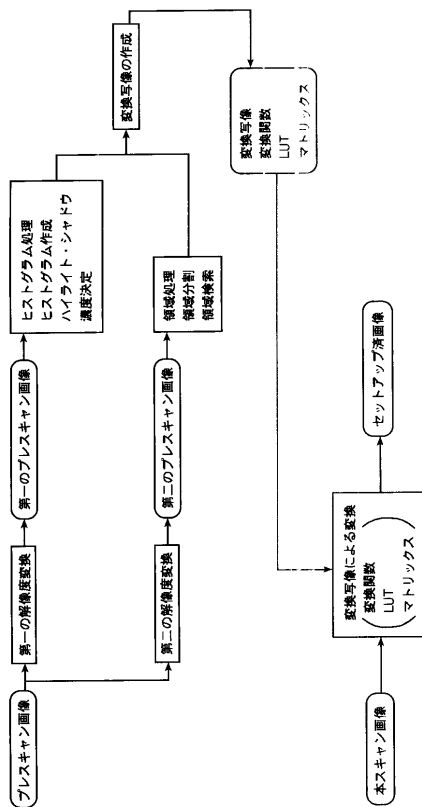 プレスキャン画像
第一の解像度変換
第一のプレスキャン画像
ヒストグラム処理
ヒストグラム作成
ハイライト・シャドウ
濃度決定
第二の解像度変換
第二のプレスキャン画像
領域処理
領域分割
領域検索
変換写像の作成
変換写像
変換関数
LUT
マトリックス
本スキャン画像
変換写像による変換
変換関数
LUT
マトリックス
セットアップ済画像